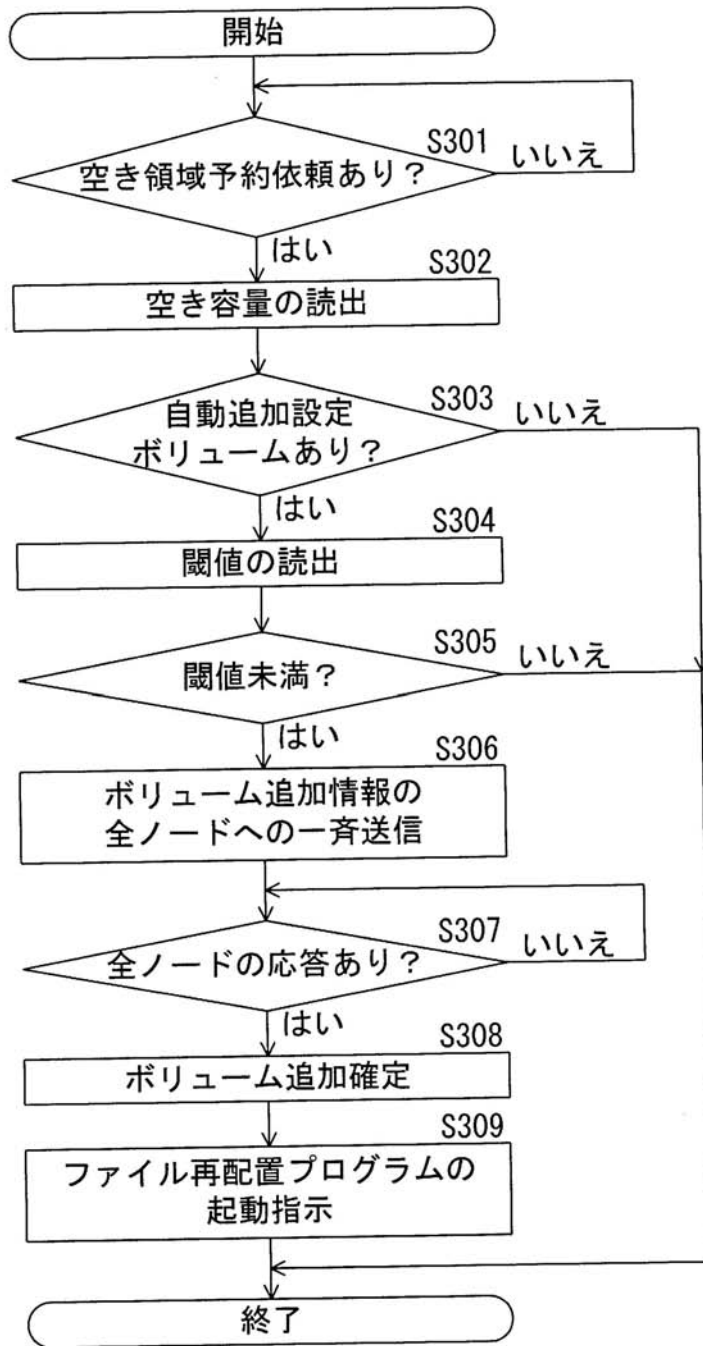 開始
S301
空き領域予約依頼あり?
いいえ
はい
S302
空き容量の読出
S303
自動追加設定
ボリュームあり?
いいえ
はい
S304
閾値の読出
S305
閾値未満?
いいえ
はい
S306
ボリューム追加情報の
全ノードへの一斉送信
S307
全ノードの応答あり?
いいえ
はい
S308
ボリューム追加確定
S309
ファイル再配置プログラムの
起動指示
終了